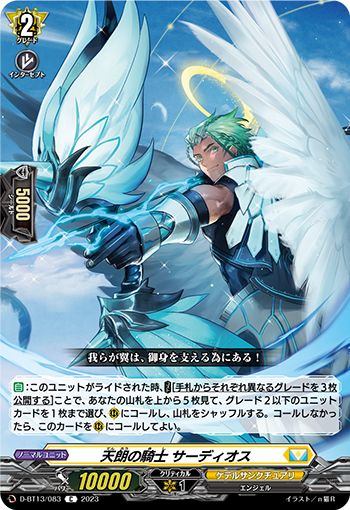 2
グレード
インターセプト
5000
シールド
我らが翼は、御身を支える為にある！
自:このユニットがライドされた時、[手札からそれぞれ異なるグレードを３枚
公開する]ことで、あなたの山札を上から５枚見て、グレード２以下のユニット
カードを１枚まで選び、Rにコールし、山札をシャッフルする。コールしなかっ
たら、このカードをRにコールしてよい。
ノーマルユニット
天朗の騎士 サーディオス
パワー 10000
クリティカル
1
ケテルサンクチュアリ
エンジェル
D-BT13/083 C 2023
イラスト／n猫R